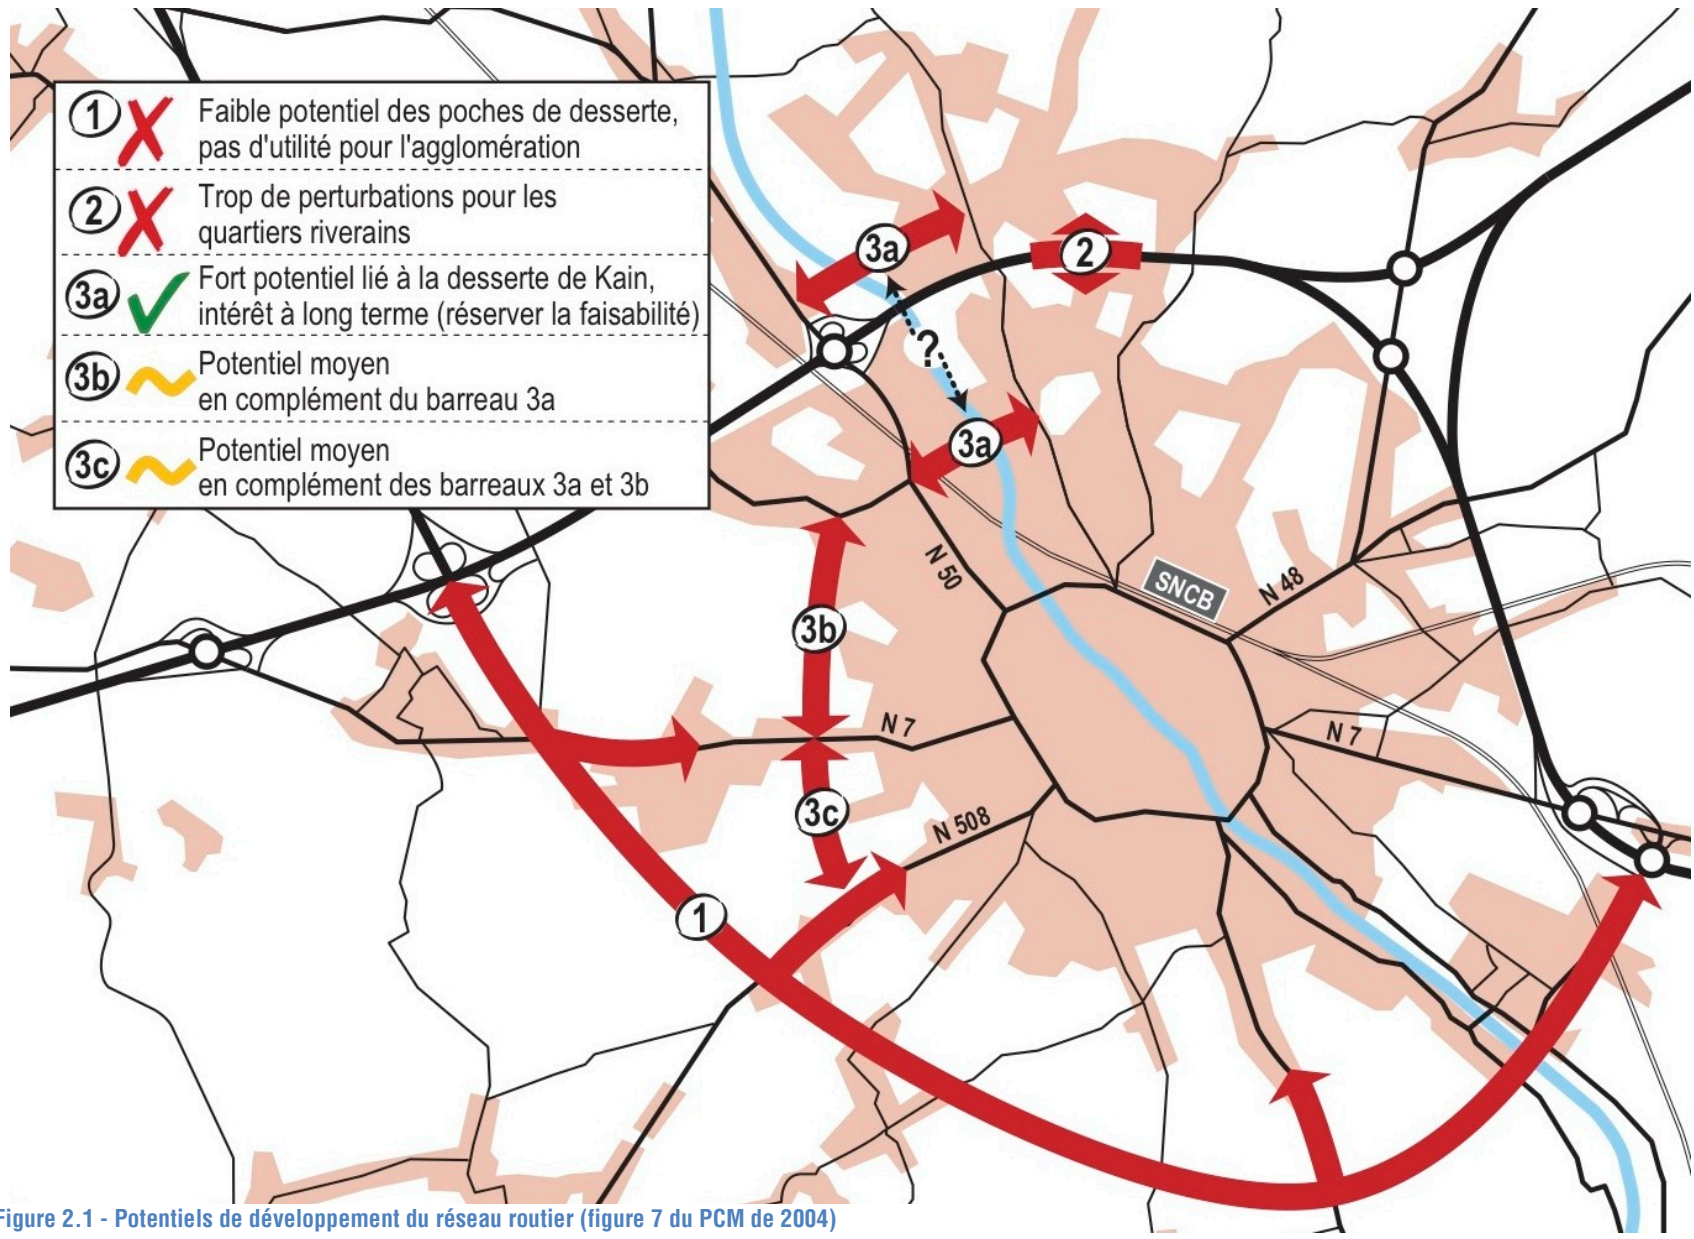 1 Faible potentiel des poches de desserte,
pas d'utilité pour l'agglomération
2 Trop de perturbations pour les
quartiers riverains
3a Fort potentiel lié à la desserte de Kain,
intérêt à long terme (réserver la faisabilité)
3b Potentiel moyen
en complément du barreau 3a
3c Potentiel moyen
en complément des barreaux 3a et 3b
3a
2
?
3a
N 50
SNCB
N 48
3b
N 7
N 7
3c
N 508
1
Figure 2.1 - Potentiels de développement du réseau routier (figure 7 du PCM de 2004)